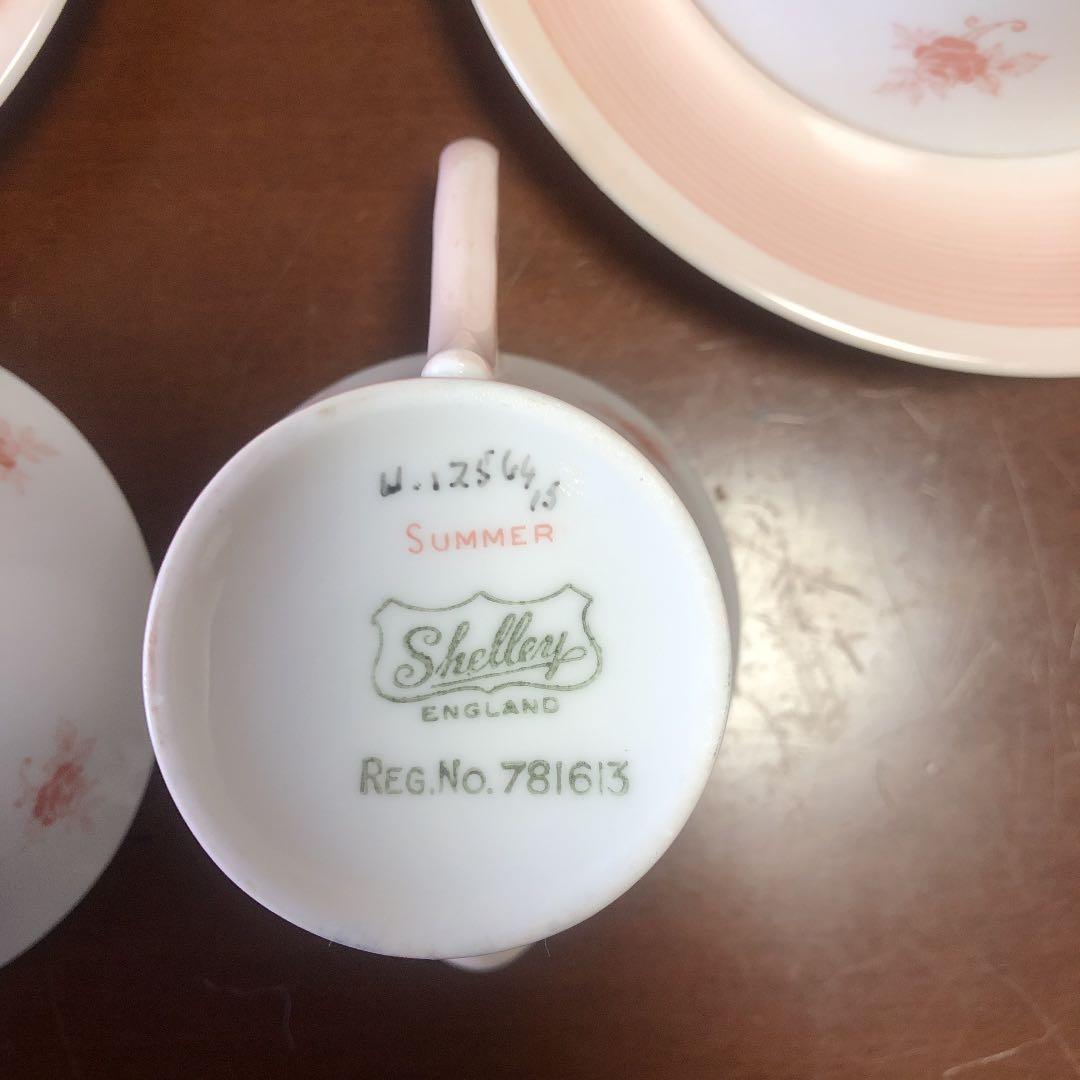 W.12564/15
SUMMER
Shelley
ENGLAND
REG.NO. 781613